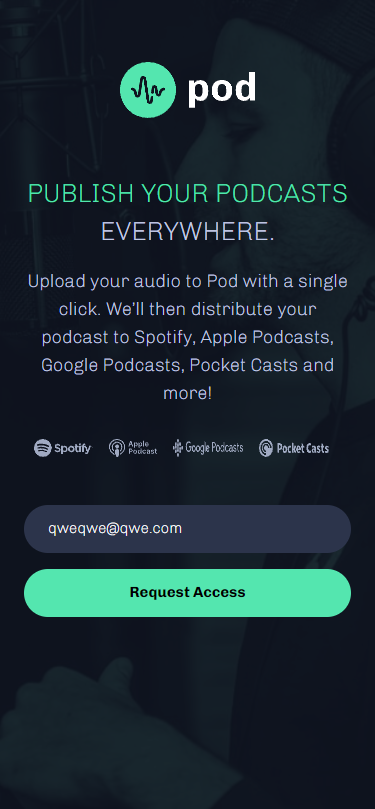 pod
PUBLISH YOUR PODCASTS
EVERYWHERE.
Upload your audio to Pod with a single
click. We’ll then distribute your
podcast to Spotify, Apple Podcasts,
Google Podcasts, Pocket Casts and
more!
Spotify Apple Podcast Google Podcasts Pocket Casts
qweqwe@qwe.com
Request Access